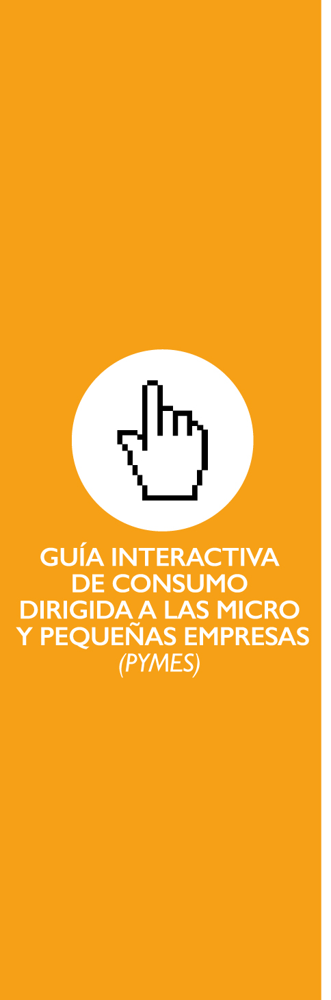 GUÍA INTERACTIVA
DE CONSUMO
DIRIGIDA A LAS MICRO
Y PEQUEÑAS EMPRESAS
(PYMES)